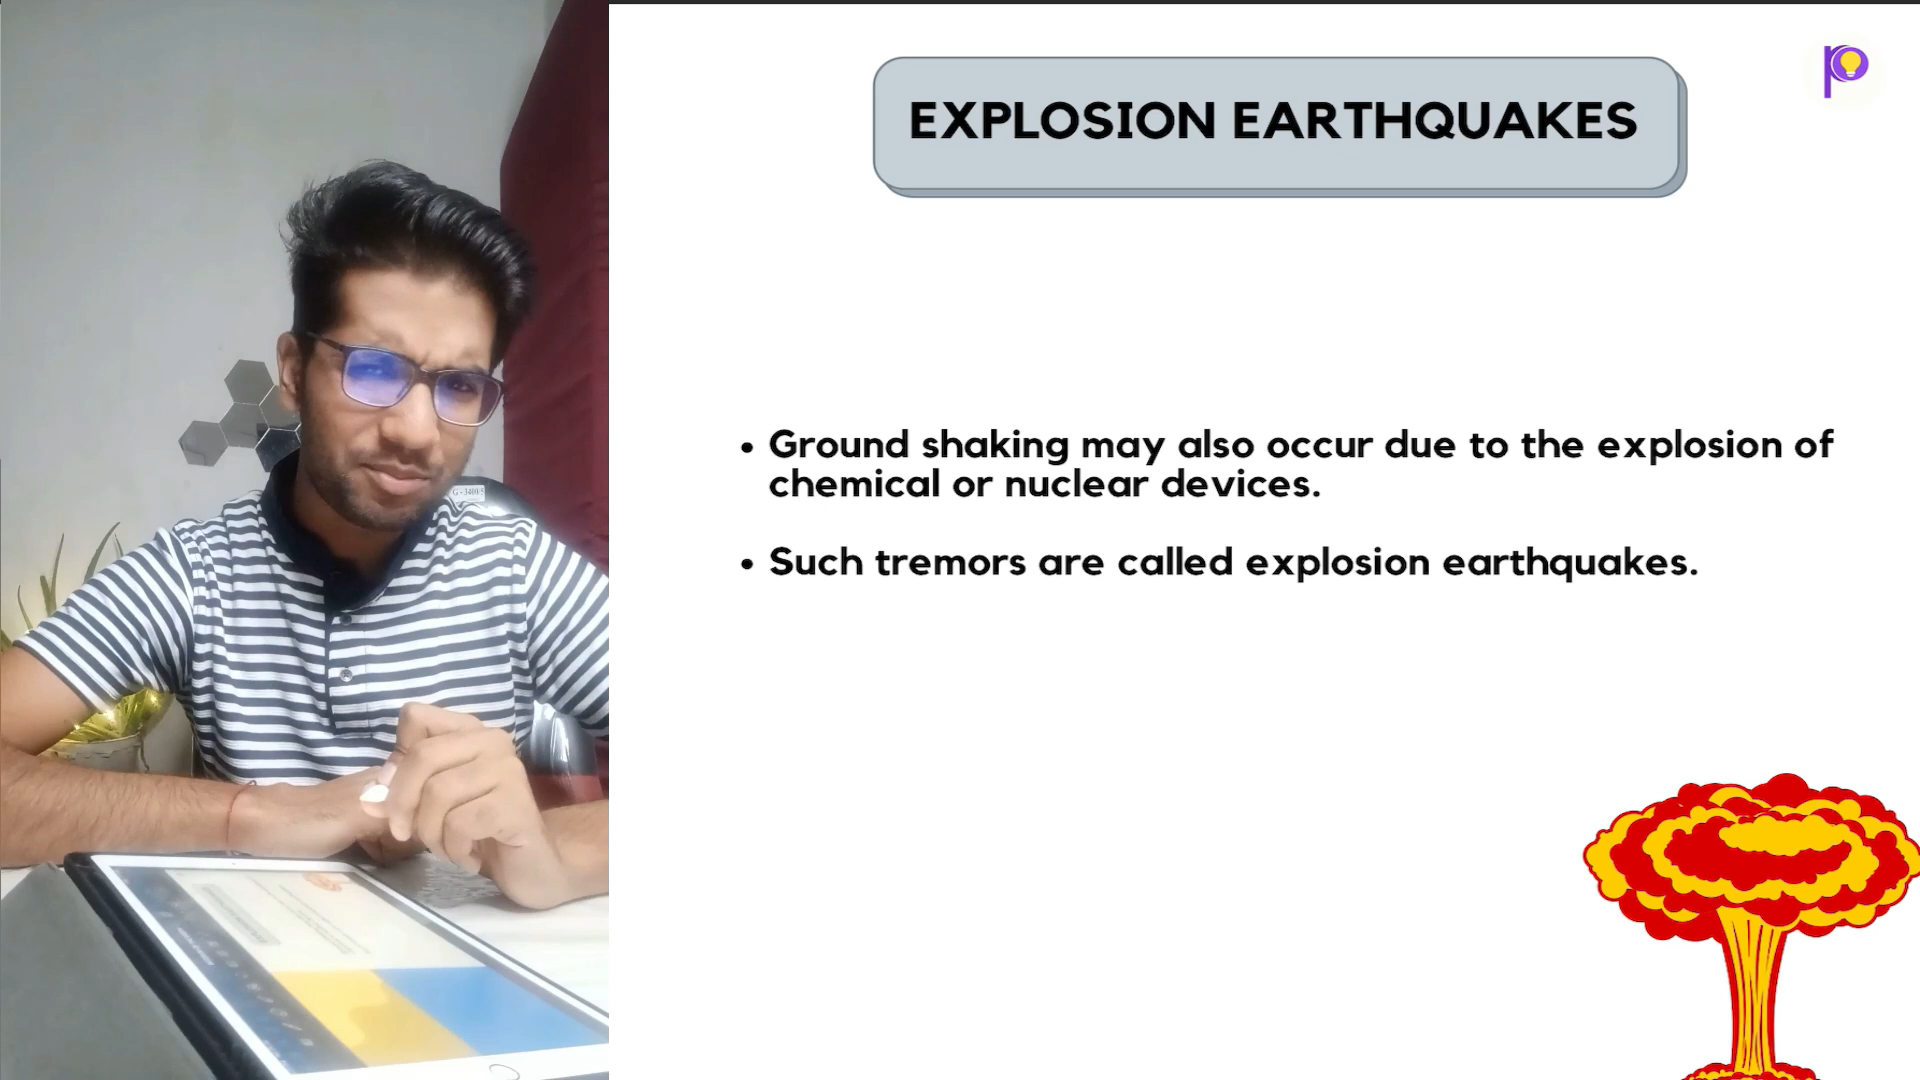 EXPLOSION EARTHQUAKES
• Ground shaking may also occur due to the explosion of
chemical or nuclear devices.
• Such tremors are called explosion earthquakes.